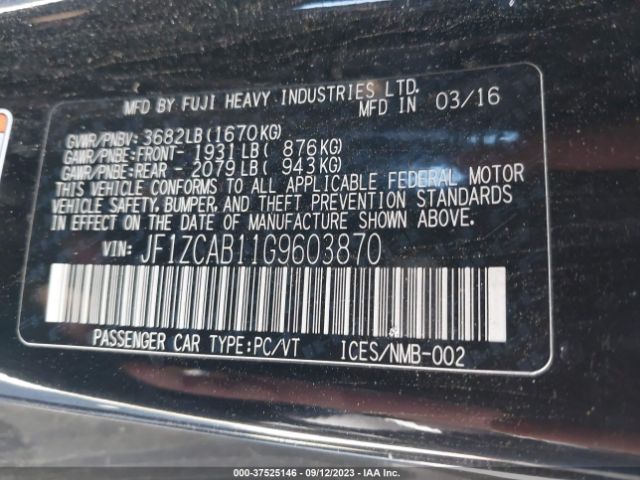 MFD BY FUJI HEAVY INDUSTRIES LTD.
MFD IN 03/16
GVWR/PNBV: 3682LB(1670KG)
GAWR/PNBE:FRONT- 1931LB( 876KG)
GAWR/PNBE:REAR - 2079LB( 943KG)
THIS VEHICLE CONFORMS TO ALL APPLICABLE FEDERAL MOTOR
VEHICLE SAFETY, BUMPER, AND THEFT PREVENTION STANDARDS
IN EFFECT ON THE DATE OF MANUFACTURE SHOWN ABOVE.
VIN: JF1ZCAB11G9603870
PASSENGER CAR TYPE:PC/VT ICES/NMB-002
000-37525146 - 09/12/2023 - IAA Inc.